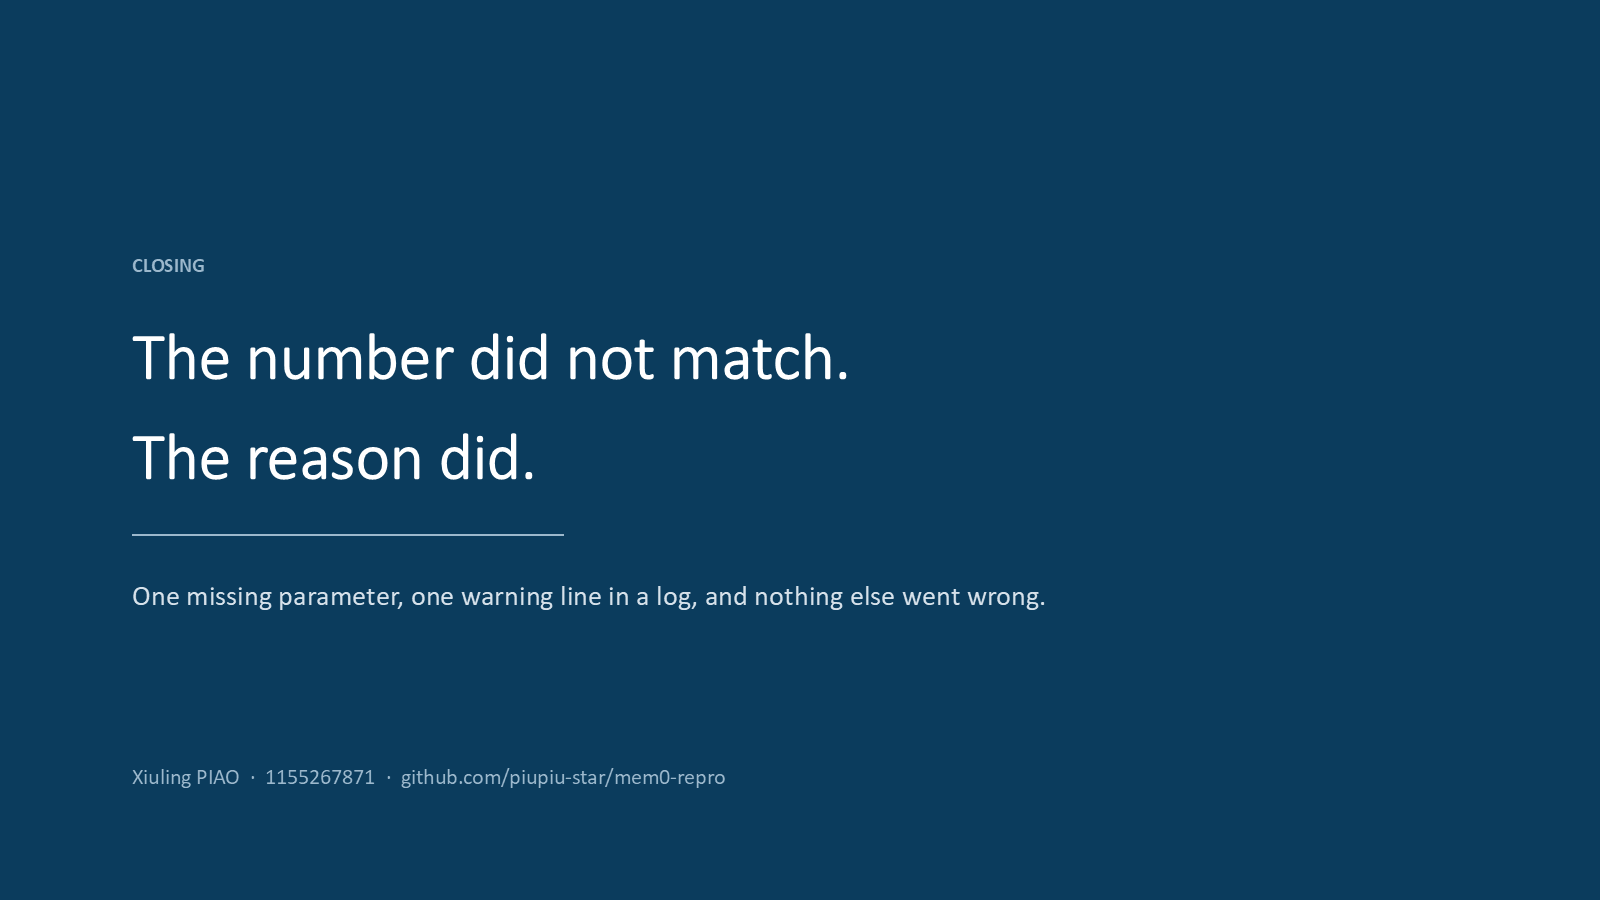 CLOSING
The number did not match.
The reason did.
One missing parameter, one warning line in a log, and nothing else went wrong.
Xiuling PIAO · 1155267871 · github.com/piupiu-star/mem0-repro